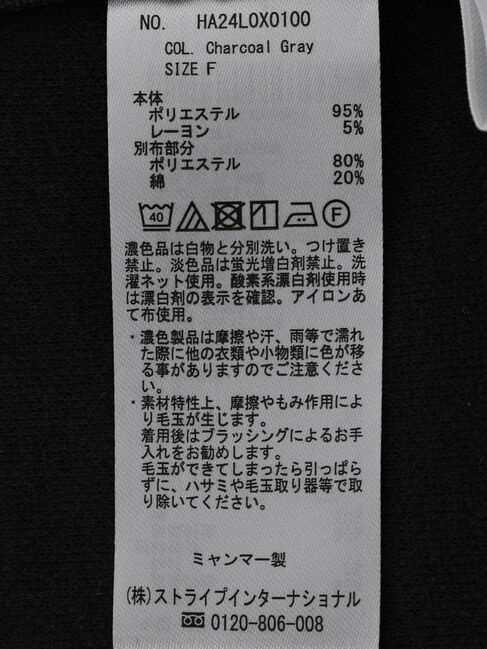 NO. HA24L0X0100
COL. Charcoal Gray
SIZE F
本体
ポリエステル 95%
レーヨン 5%
別布部分
ポリエステル 80%
綿 20%
40 F
濃色品は白物と分別洗い。つけ置き
禁止。淡色品は蛍光増白剤禁止。洗
濯ネット使用。酸素系漂白剤使用時
は漂白剤の表示を確認。アイロンあ
て布使用。
・濃色製品は摩擦や汗、雨等で濡れ
た際に他の衣類や小物類に色が移
る事がありますのでご注意くださ
い。
・素材特性上、摩擦やもみ作用によ
り毛玉が生じます。
着用後はブラッシングによるお手
入れをお勧めします。
毛玉ができてしまったら引っぱら
ずに、ハサミや毛玉取り器等で取
り除いてください。
ミャンマー製
(株)ストライプインターナショナル
0120-806-008